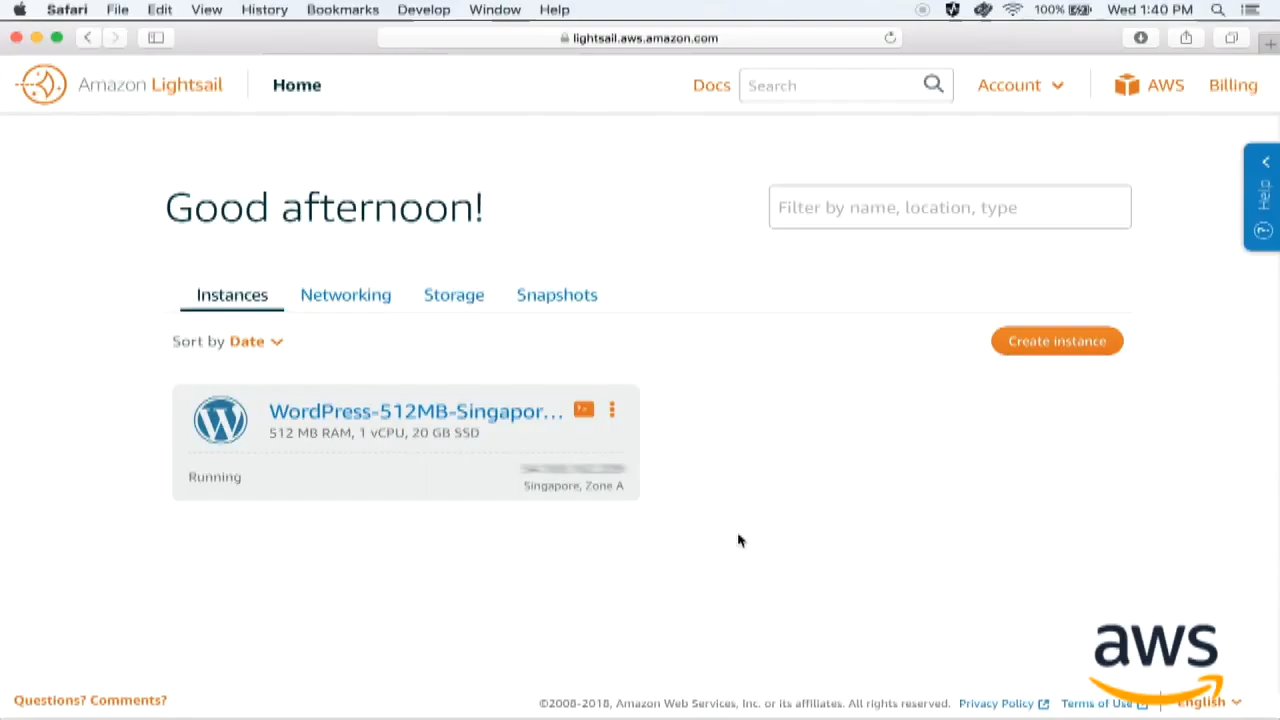 Safari File Edit View History Bookmarks Develop Window Help 100% Wed 1:40 PM
lightsail.aws.amazon.com
Amazon Lightsail Home Docs Search Account AWS Billing
Help
Good afternoon!
Filter by name, location, type
Instances Networking Storage Snapshots
Sort by Date
Create instance
WordPress-512MB-Singapor...
512 MB RAM, 1 vCPU, 20 GB SSD
Running
Singapore, Zone A
aws
Questions? Comments?
©2008-2018, Amazon Web Services, Inc. or its affiliates. All rights reserved. Privacy Policy Terms of Use English